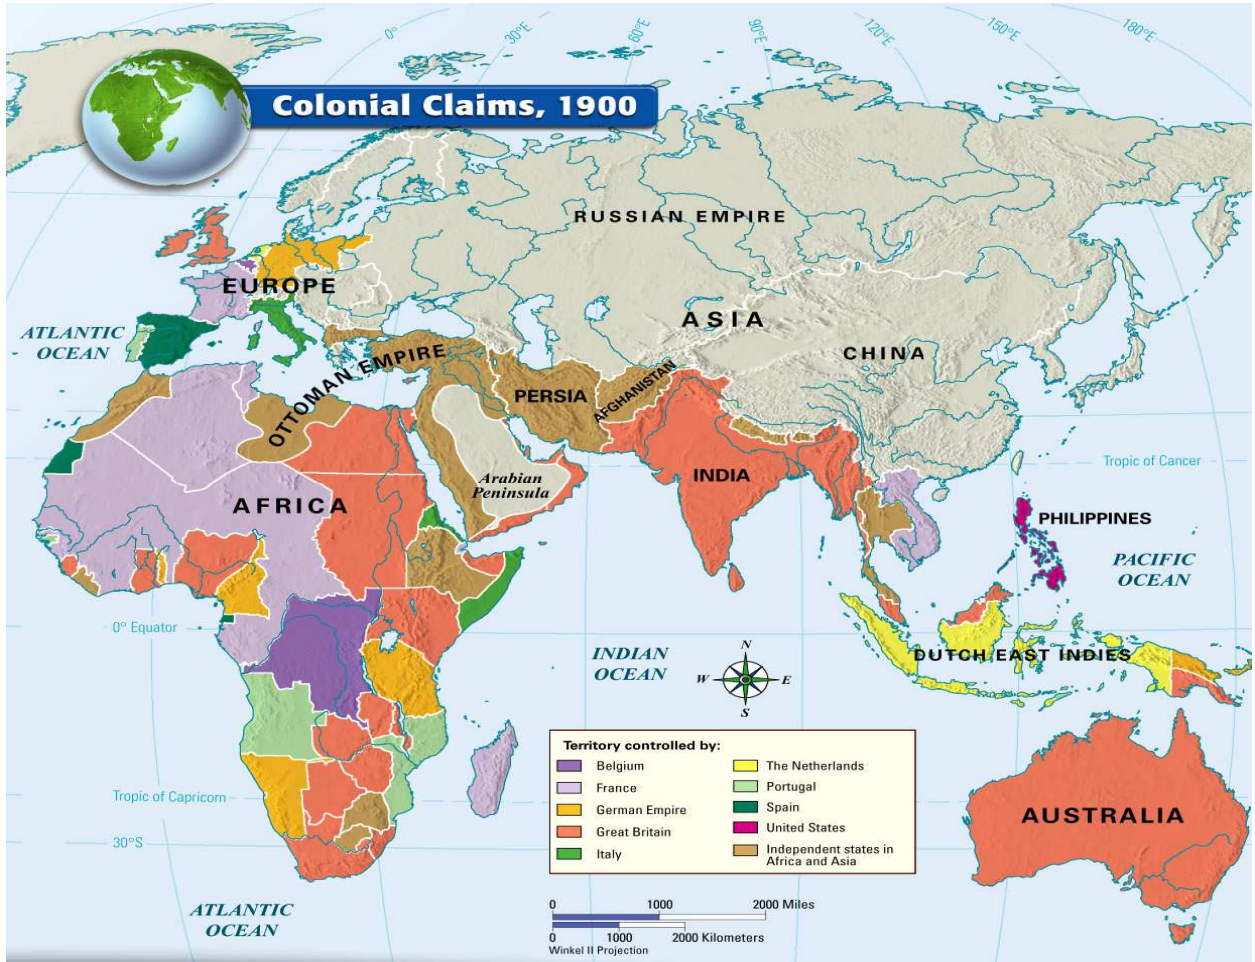 0°
30°E
60°E
90°E
120°E
150°E
180°E
Colonial Claims, 1900
RUSSIAN EMPIRE
EUROPE
ATLANTIC
OCEAN
ASIA
CHINA
OTTOMAN EMPIRE
PERSIA
AFGHANISTAN
Arabian
Peninsula
INDIA
Tropic of Cancer
AFRICA
PHILIPPINES
PACIFIC
OCEAN
0° Equator
INDIAN
OCEAN
N
W
E
S
DUTCH EAST INDIES
Territory controlled by:
Belgium
France
German Empire
Great Britain
Italy
The Netherlands
Portugal
Spain
United States
Independent states in
Africa and Asia
Tropic of Capricorn
30°S
AUSTRALIA
ATLANTIC
OCEAN
0 1000 2000 Miles
0 1000 2000 Kilometers
Winkel II Projection